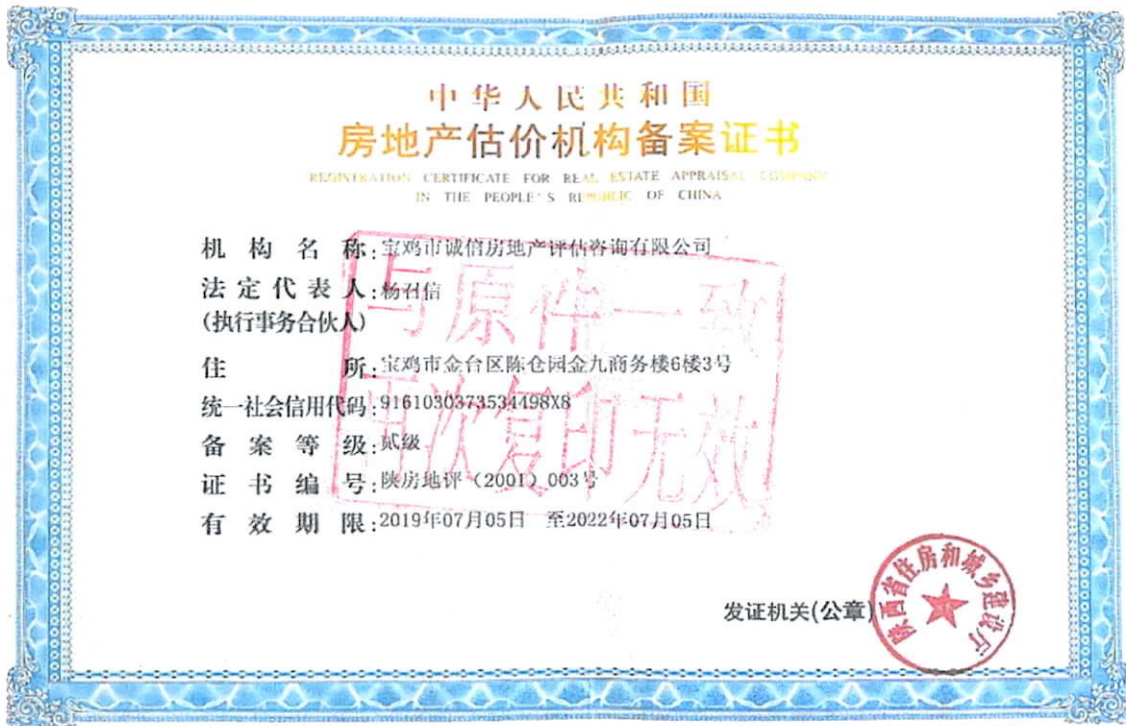 中华人民共和国
房地产估价机构备案证书
REGISTRATION CERTIFICATE FOR REAL ESTATE APPRAISAL COMPANY
IN THE PEOPLE'S REPUBLIC OF CHINA
机构名称:宝鸡市诚信房地产评估咨询有限公司
法定代表人:杨召信
(执行事务合伙人)
住所:宝鸡市金台区陈仓园金九商务楼6楼3号
统一社会信用代码:9161030373534498X8
备案等级:贰级
证书编号:陕房地评（2001）003号
有效期限:2019年07月05日 至2022年07月05日
与原件一致
再次复印无效
发证机关(公章)
陕西省住房和城乡建设厅